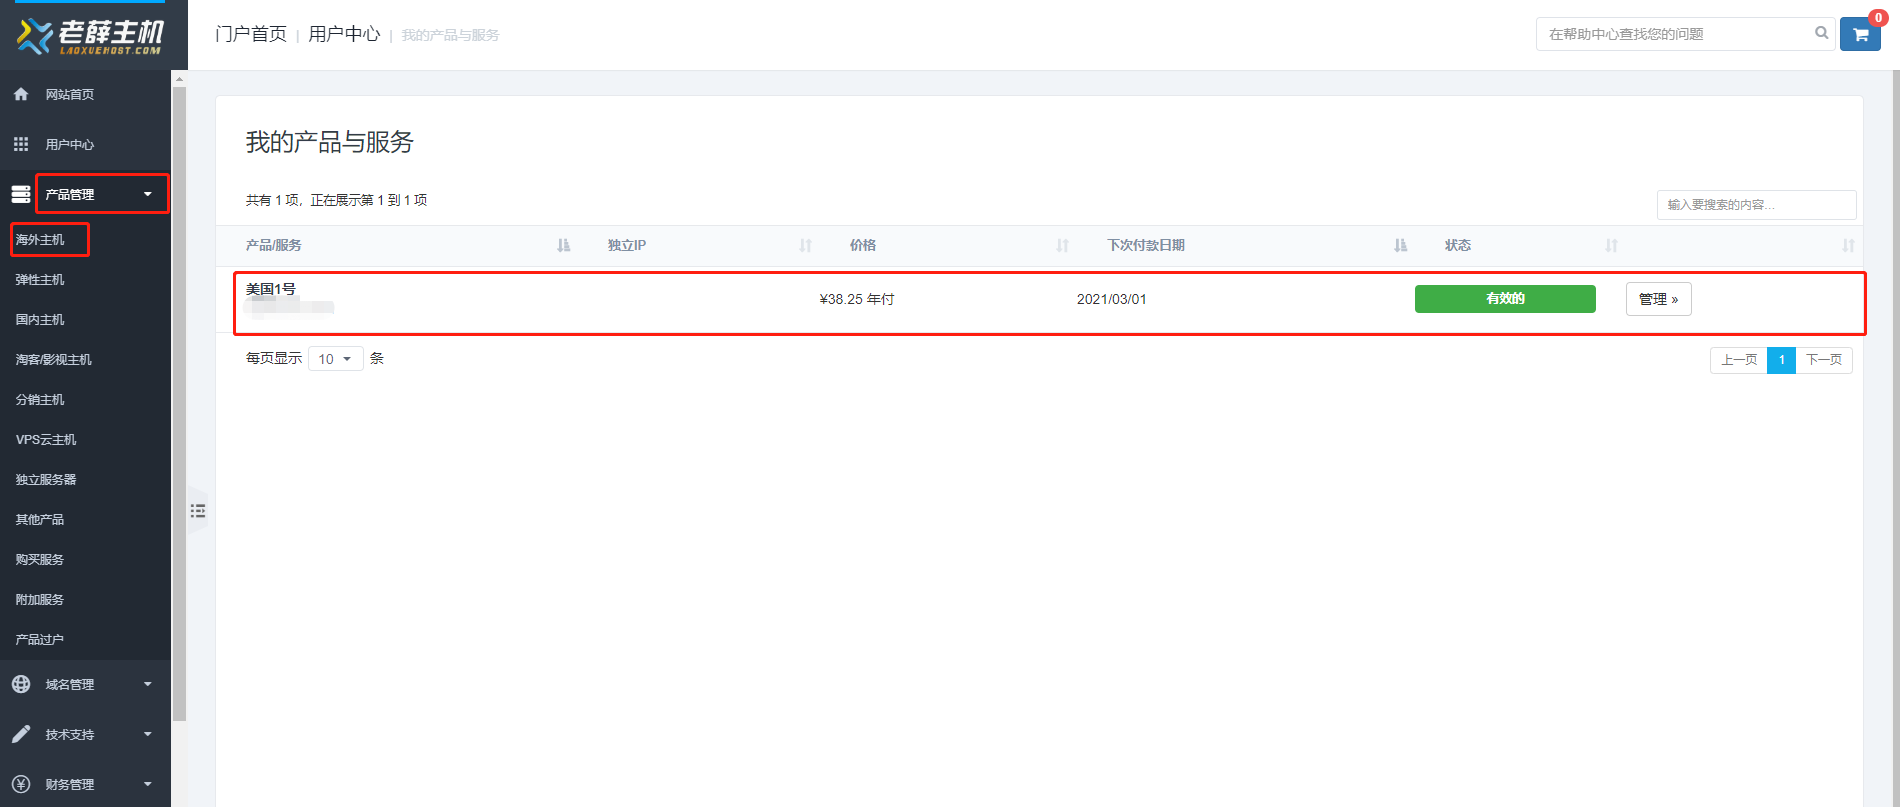 老薛主机
LAOXUEHOST.COM
门户首页 | 用户中心 | 我的产品与服务
在帮助中心查找您的问题
0
网站首页
用户中心
产品管理
海外主机
弹性主机
国内主机
淘客/影视主机
分销主机
VPS云主机
独立服务器
其他产品
购买服务
附加服务
产品过户
域名管理
技术支持
财务管理
我的产品与服务
共有 1 项，正在展示第 1 到 1 项
输入要搜索的内容...
产品/服务 独立IP 价格 下次付款日期 状态
美国1号
¥38.25 年付 2021/03/01 有效的 管理 »
每页显示 10 条
上一页 1 下一页